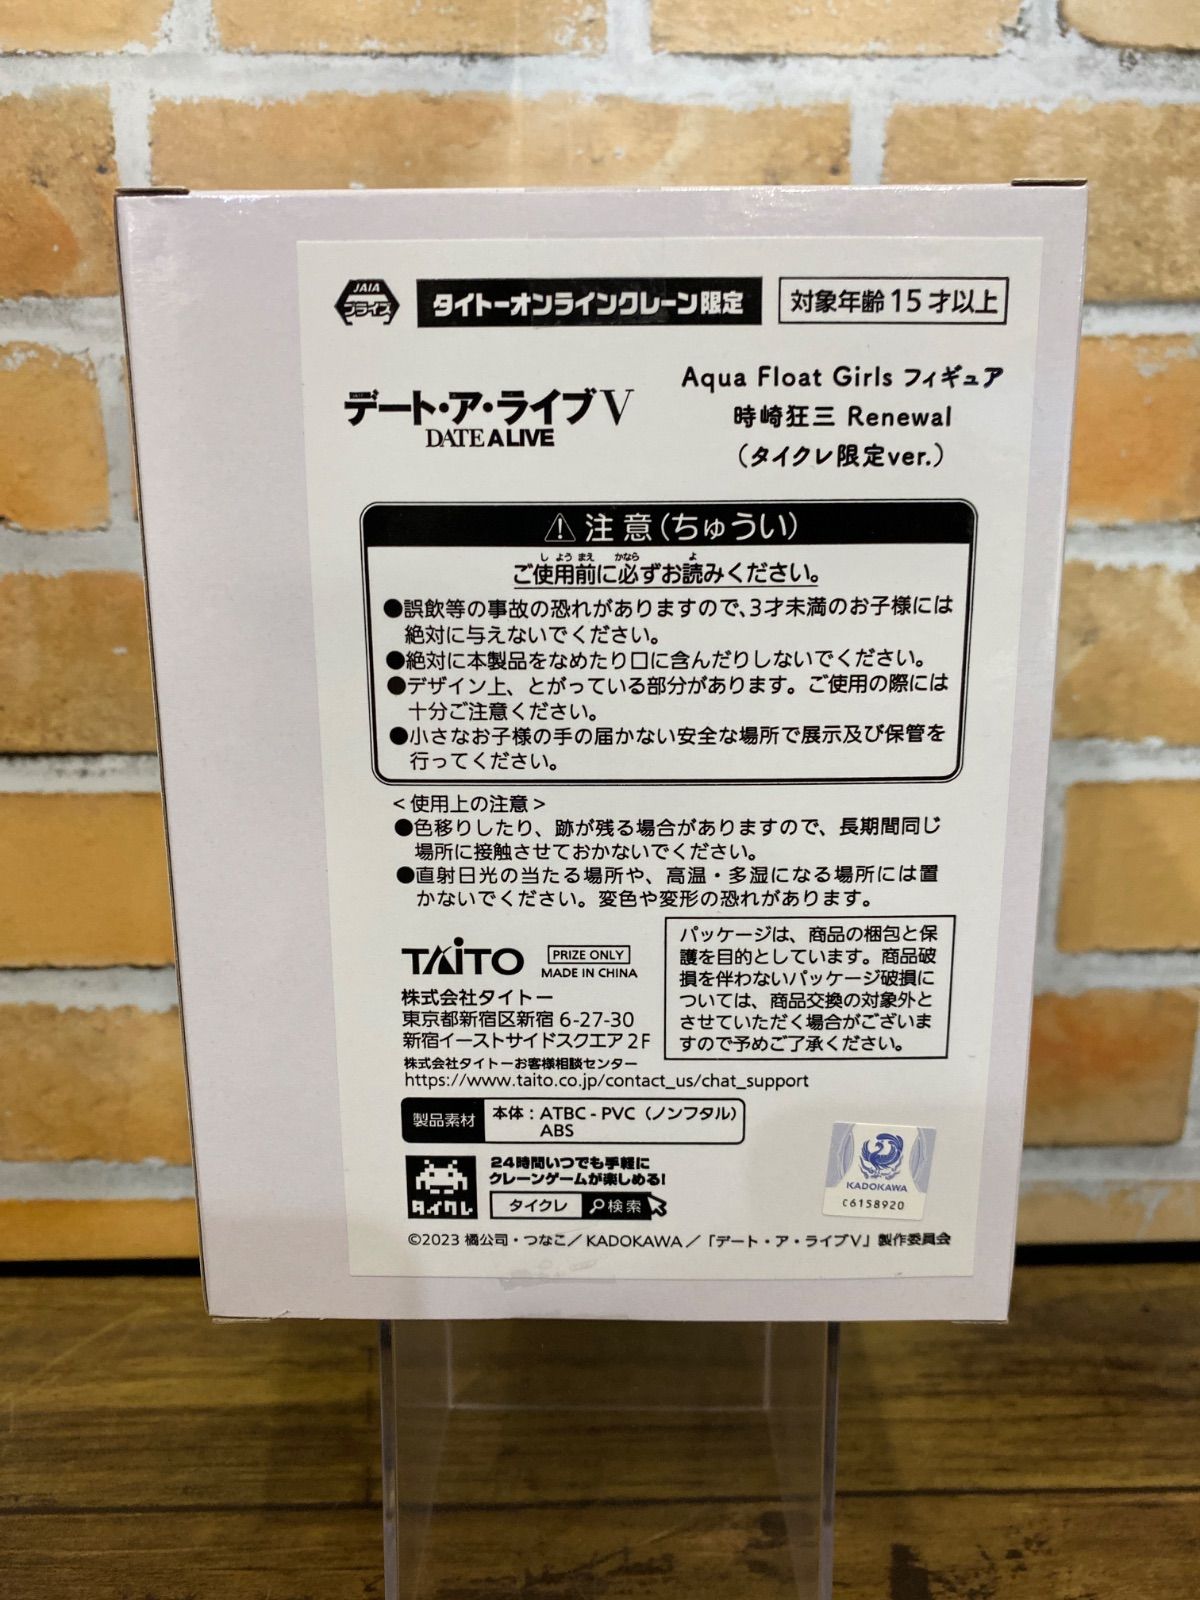 JAIA
プライズ
タイトーオンラインクレーン限定
対象年齢15才以上
デート・ア・ライブV
DATE A LIVE
Aqua Float Girls フィギュア
時崎狂三 Renewal
（タイクレ限定ver.）
⚠注意（ちゅうい）
しようまえ かなら よ
ご使用前に必ずお読みください。
●誤飲等の事故の恐れがありますので、3才未満のお子様には
絶対に与えないでください。
●絶対に本製品をなめたり口に含んだりしないでください。
●デザイン上、とがっている部分があります。ご使用の際には
十分ご注意ください。
●小さなお子様の手の届かない安全な場所で展示及び保管を
行ってください。
＜使用上の注意＞
●色移りしたり、跡が残る場合がありますので、長期間同じ
場所に接触させておかないでください。
●直射日光の当たる場所や、高温・多湿になる場所には置
かないでください。変色や変形の恐れがあります。
TAITO
PRIZE ONLY
MADE IN CHINA
株式会社タイトー
東京都新宿区新宿 6-27-30
新宿イーストサイドスクエア 2F
株式会社タイトーお客様相談センター
https://www.taito.co.jp/contact_us/chat_support
パッケージは、商品の梱包と保
護を目的としています。商品破
損を伴わないパッケージ破損に
ついては、商品交換の対象外と
させていただく場合がございま
すので予めご了承ください。
製品素材
本体：ATBC-PVC（ノンフタル）
ABS
タイクレ
24時間いつでも手軽に
クレーンゲームが楽しめる!
タイクレ 検索
KADOKAWA
C6158920
©2023 橘公司・つなこ／KADOKAWA／「デート・ア・ライブV」製作委員会